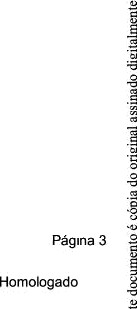 Página 3
Homologado
te documento é cópia do original assinado digitalmente